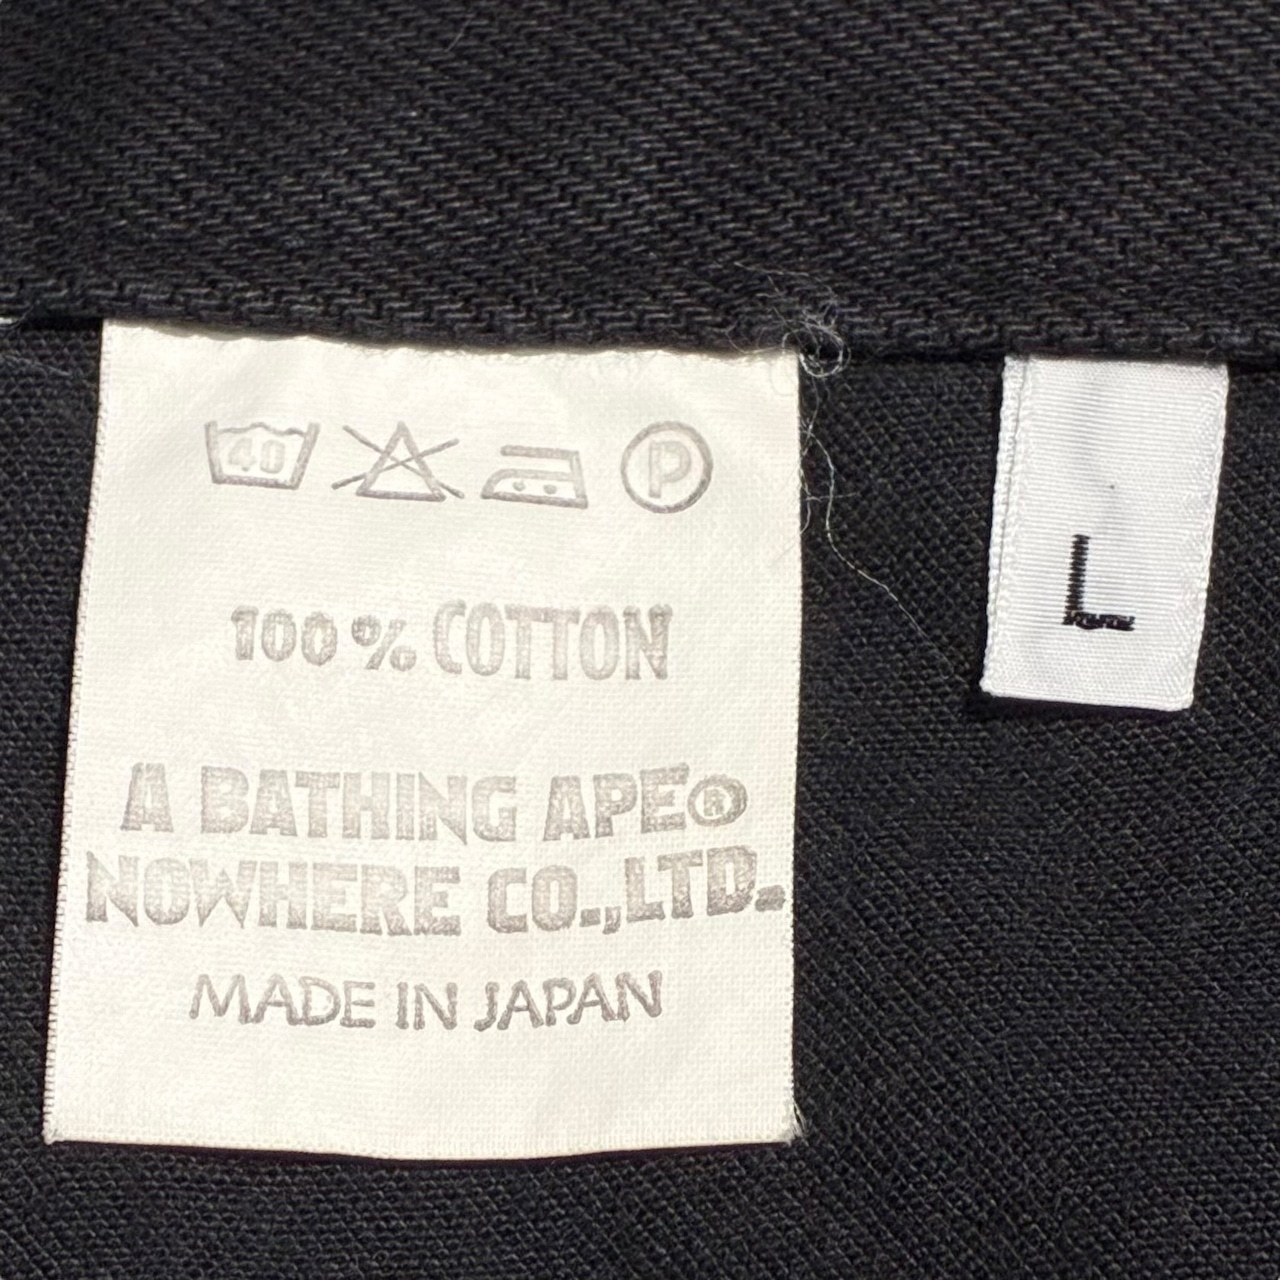 40
P
100 % COTTON
A BATHING APE®
NOWHERE CO.,LTD.
MADE IN JAPAN
L